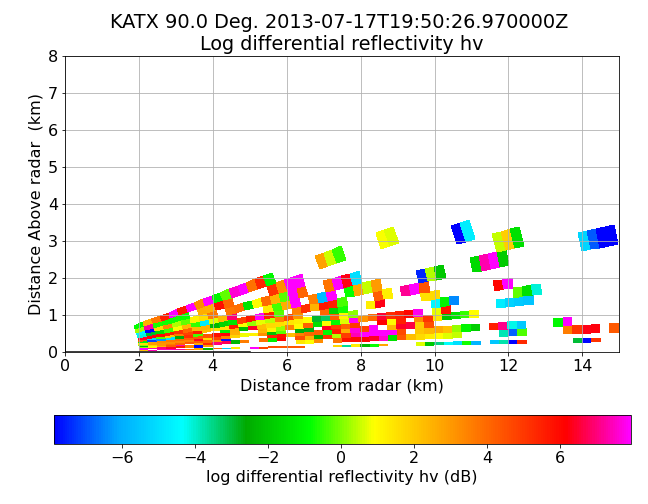 KATX 90.0 Deg. 2013-07-17T19:50:26.970000Z
Log differential reflectivity hv
8
7
6
5
4
3
2
1
0
Distance Above radar  (km)
0 2 4 6 8 10 12 14
Distance from radar (km)
−6 −4 −2 0 2 4 6
log differential reflectivity hv (dB)